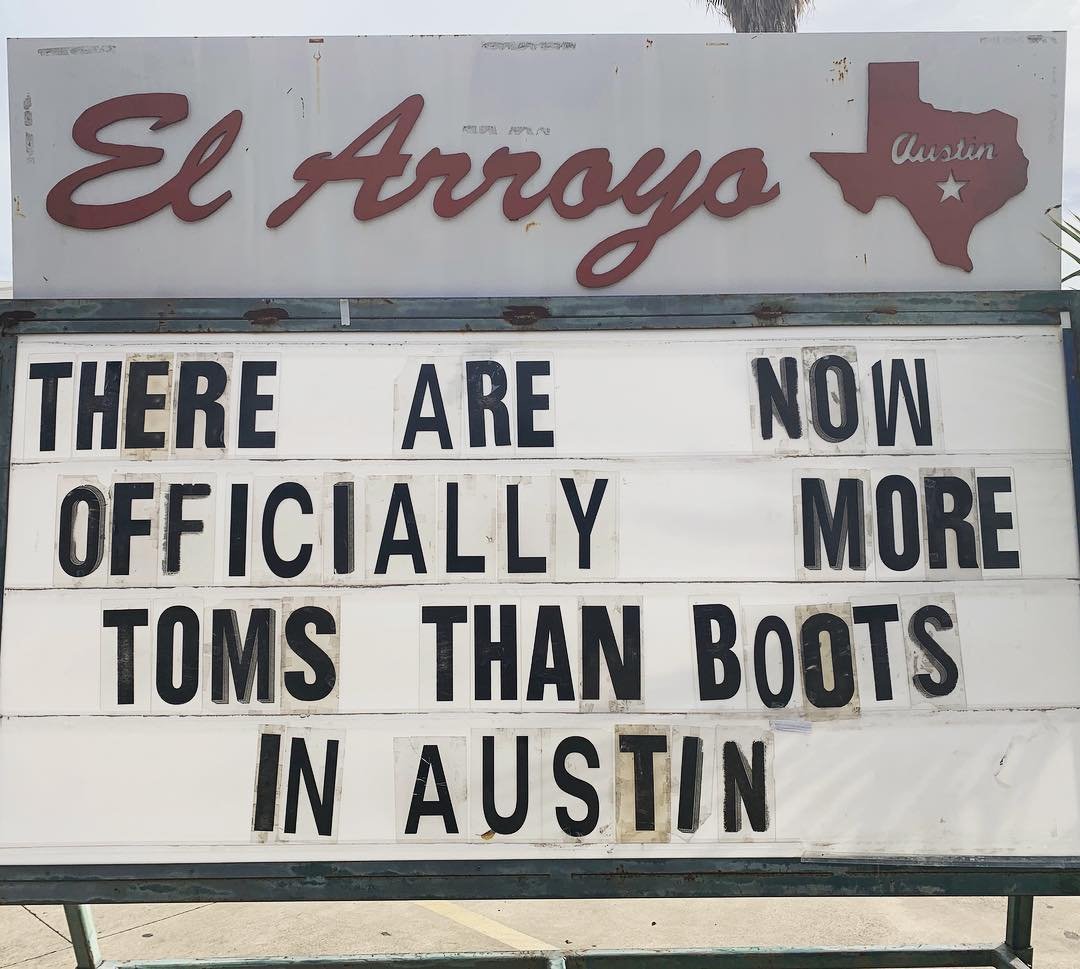 El Arroyo
Austin
THERE ARE NOW
OFFICIALLY MORE
TOMS THAN BOOTS
IN AUSTIN